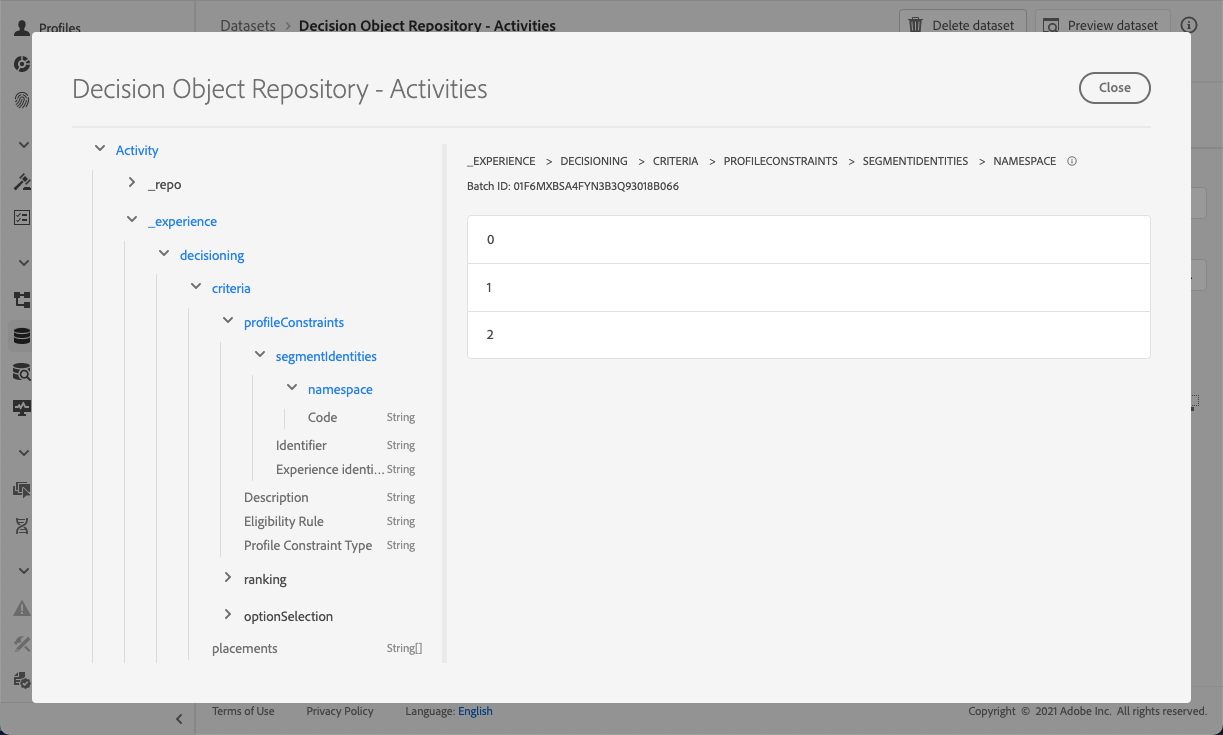 Profiles
Datasets > Decision Object Repository - Activities
Delete dataset
Preview dataset
Decision Object Repository - Activities
Close
Activity
_repo
_experience
decisioning
criteria
profileConstraints
segmentIdentities
namespace
Code String
Identifier String
Experience identi... String
Description String
Eligibility Rule String
Profile Constraint Type String
ranking
optionSelection
placements String[]
_EXPERIENCE > DECISIONING > CRITERIA > PROFILECONSTRAINTS > SEGMENTIDENTITIES > NAMESPACE
Batch ID: 01F6MXBSA4FYN3B3Q93018B066
0
1
2
Terms of Use Privacy Policy Language: English
Copyright © 2021 Adobe Inc. All rights reserved.